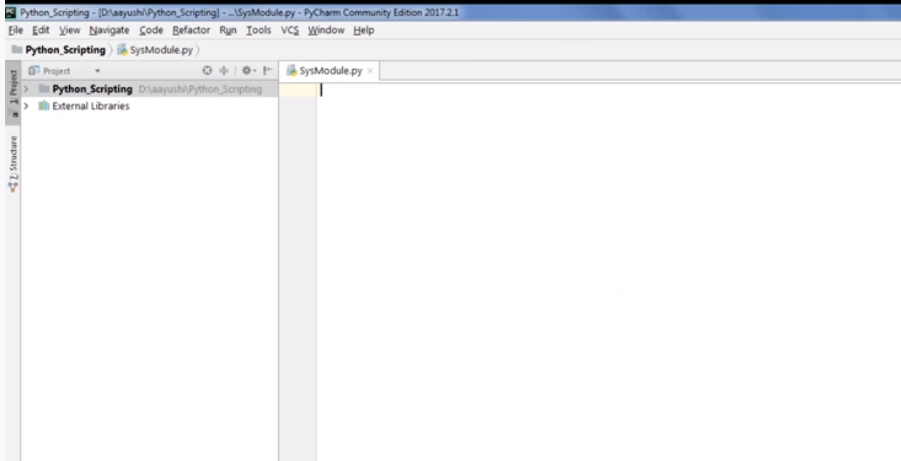 Python_Scripting - [D:\aayushi\Python_Scripting] - ...\SysModule.py - PyCharm Community Edition 2017.2.1
File Edit View Navigate Code Refactor Run Tools VCS Window Help
Python_Scripting SysModule.py
Project SysModule.py
Python_Scripting D:\aayushi\Python_Scripting
External Libraries
1: Project
7: Structure